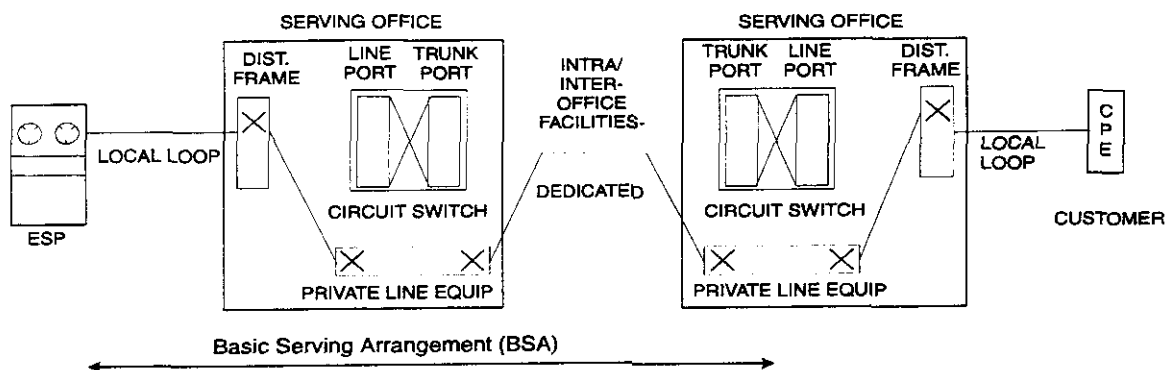 SERVING OFFICE
SERVING OFFICE
DIST.
FRAME
LINE
PORT
TRUNK
PORT
INTRA/
INTER-
OFFICE
FACILITIES-
DEDICATED
TRUNK
PORT
LINE
PORT
DIST.
FRAME
LOCAL LOOP
ESP
CIRCUIT SWITCH
PRIVATE LINE EQUIP
CIRCUIT SWITCH
PRIVATE LINE EQUIP
LOCAL
LOOP
CPE
CUSTOMER
Basic Serving Arrangement (BSA)